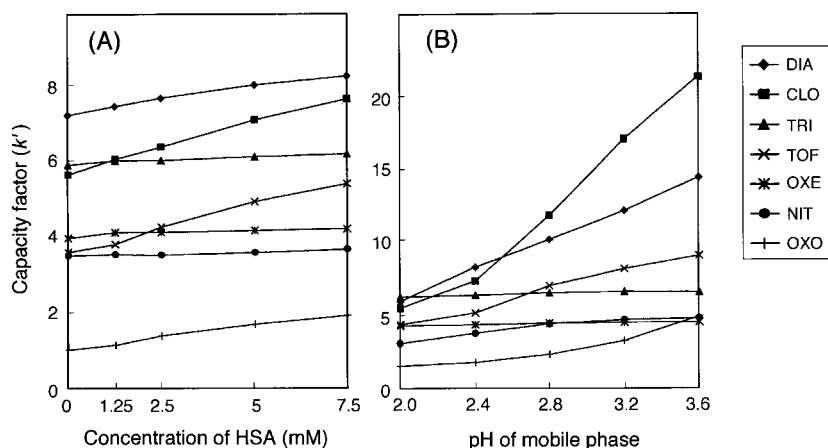 (A)
(B)
Capacity factor (k')
8
6
4
2
0
0 1.25 2.5 5 7.5
Concentration of HSA (mM)
20
15
10
5
0
2.0 2.4 2.8 3.2 3.6
pH of mobile phase
DIA
CLO
TRI
TOF
OXE
NIT
OXO